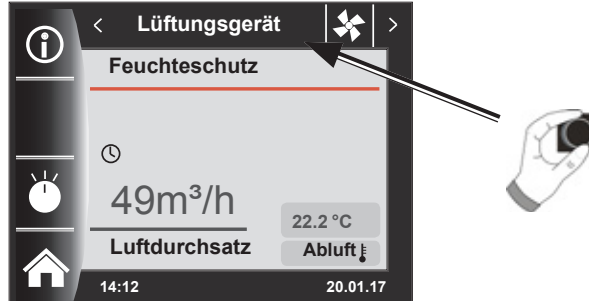 < Lüftungsgerät >
Feuchteschutz
49m³/h
22.2 °C
Luftdurchsatz Abluft
14:12 20.01.17